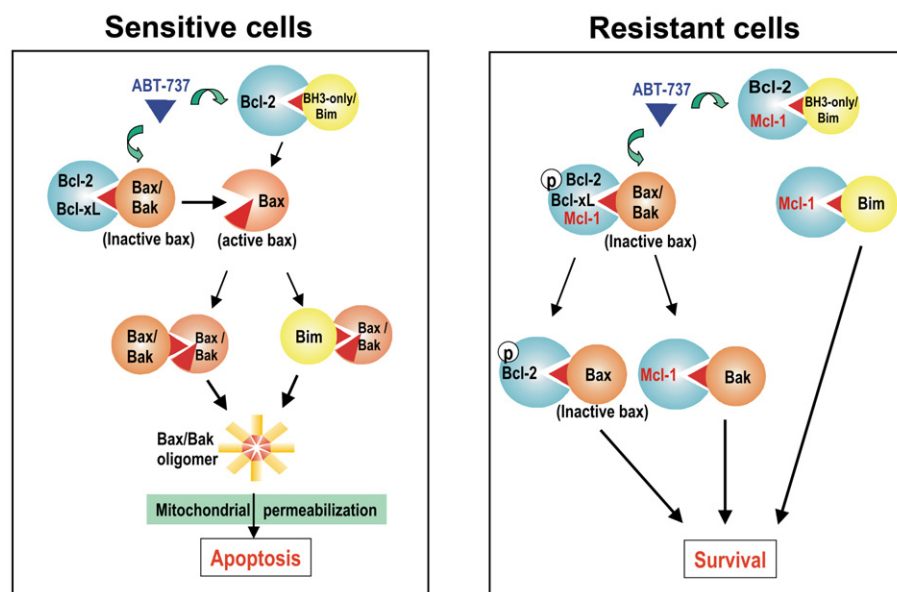 Sensitive cells
ABT-737
Bcl-2
BH3-only/
Bim
Bcl-2
Bcl-xL
Bax/
Bak
Bax
(Inactive bax)
(active bax)
Bax/
Bak
Bax /
Bak
Bim
Bax /
Bak
Bax/Bak
oligomer
Mitochondrial permeabilization
Apoptosis
Resistant cells
ABT-737
Bcl-2
Mcl-1
BH3-only/
Bim
p
Bcl-2
Bcl-xL
Mcl-1
Bax/
Bak
(Inactive bax)
Mcl-1
Bim
p
Bcl-2
Bax
(Inactive bax)
Mcl-1
Bak
Survival